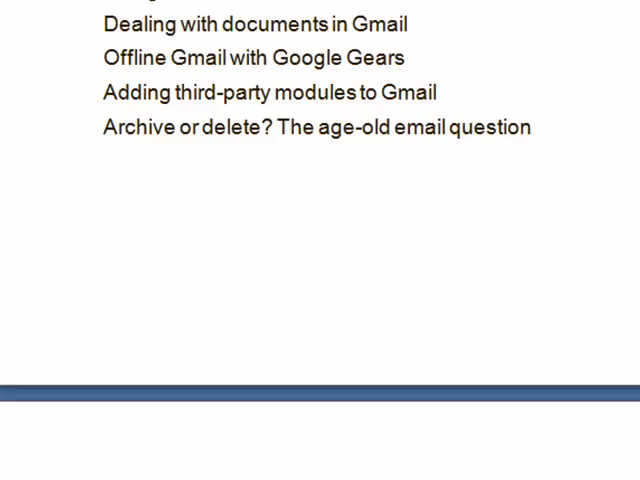 Dealing with documents in Gmail
Offline Gmail with Google Gears
Adding third-party modules to Gmail
Archive or delete? The age-old email question